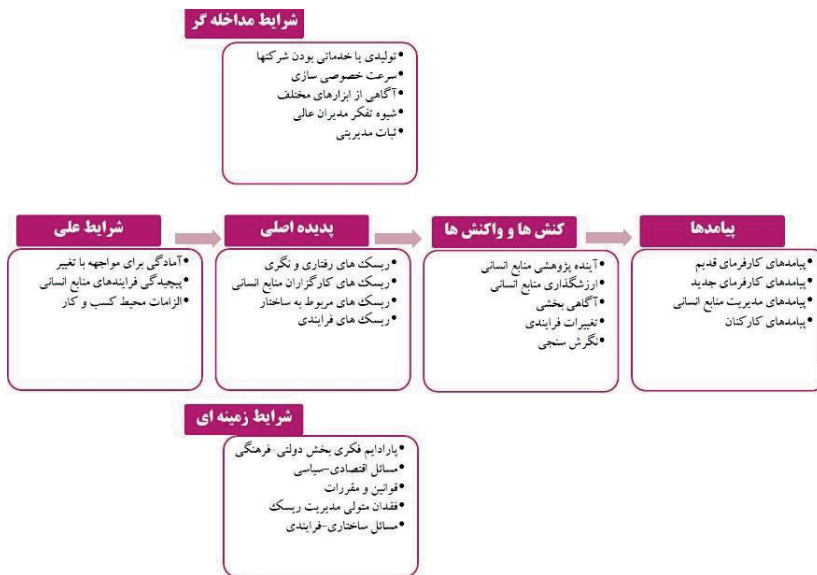 شرایط مداخله گر
•تولیدی یا خدماتی بودن شرکتها
•سرعت خصوصی سازی
•آگاهی از ابزارهای مختلف
•شیوه تفکر مدیران عالی
•ثبات مدیریتی
شرایط علی
•آمادگی برای مواجهه با تغییر
•پیچیدگی فرایندهای منابع انسانی
•الزامات محیط کسب و کار
پدیده اصلی
•ریسک های رفتاری و نگری
•ریسک های کارگزاران منابع انسانی
•ریسک های مربوط به ساختار
•ریسک های فرایندی
کنش ها و واکنش ها
•آینده پژوهشی منابع انسانی
•ارزشگذاری منابع انسانی
•آگاهی بخشی
•تغییرات فرایندی
•نگرش سنجی
پیامدها
•پیامدهای کارفرمای قدیم
•پیامدهای کارفرمای جدید
•پیامدهای مدیریت منابع انسانی
•پیامدهای کارکنان
شرایط زمینه ای
•پارادایم فکری بخش دولتی-فرهنگی
•مسائل اقتصادی-سیاسی
•قوانین و مقررات
•فقدان متولی مدیریت ریسک
•مسائل ساختاری-فرایندی